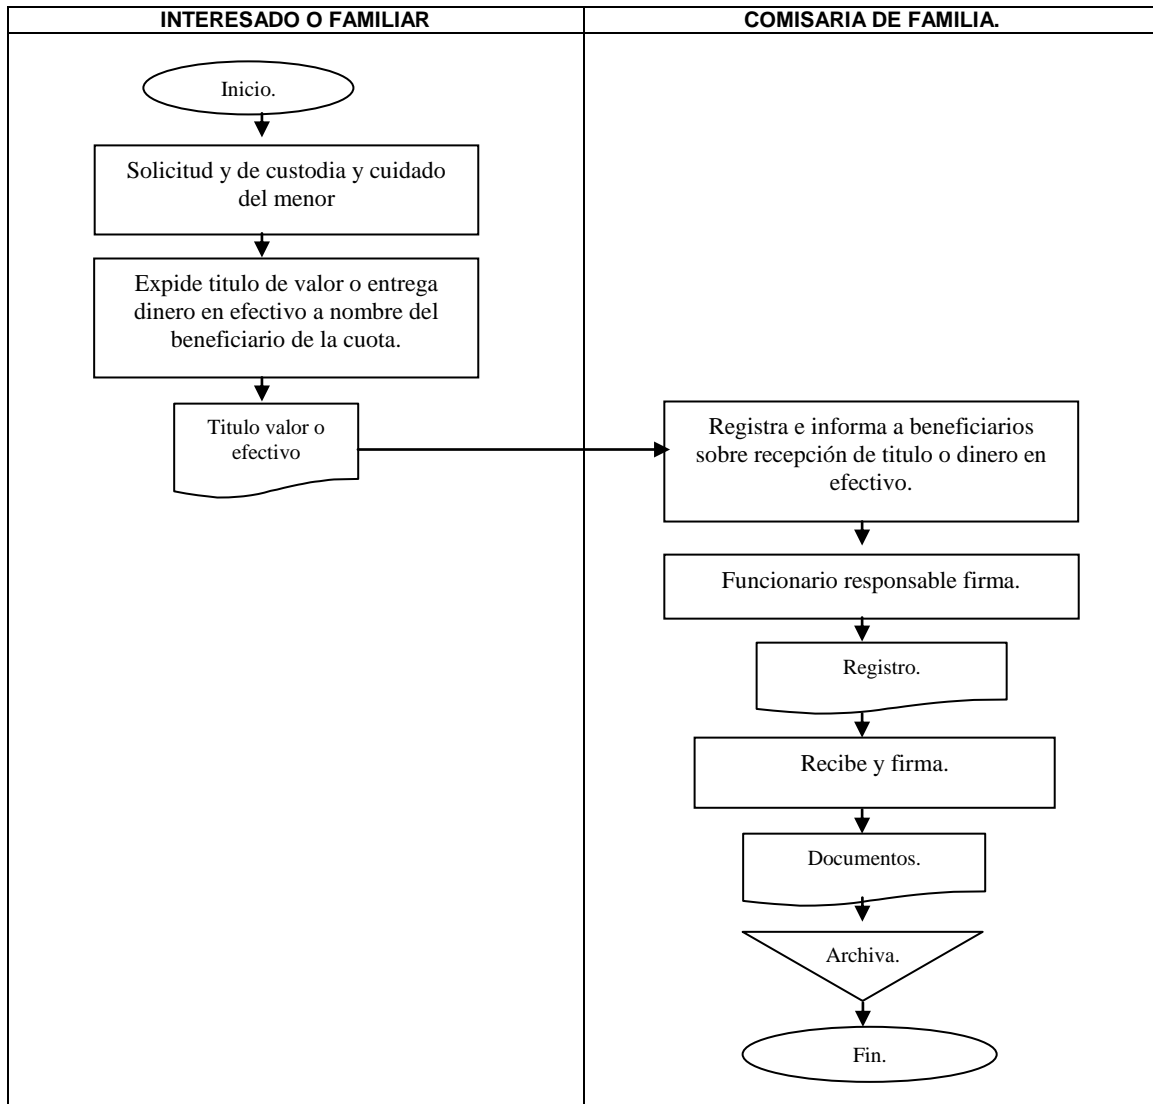 INTERESADO O FAMILIAR
COMISARIA DE FAMILIA.
Inicio.
Solicitud y de custodia y cuidado
del menor
Expide titulo de valor o entrega
dinero en efectivo a nombre del
beneficiario de la cuota.
Titulo valor o
efectivo
Registra e informa a beneficiarios
sobre recepción de titulo o dinero en
efectivo.
Funcionario responsable firma.
Registro.
Recibe y firma.
Documentos.
Archiva.
Fin.